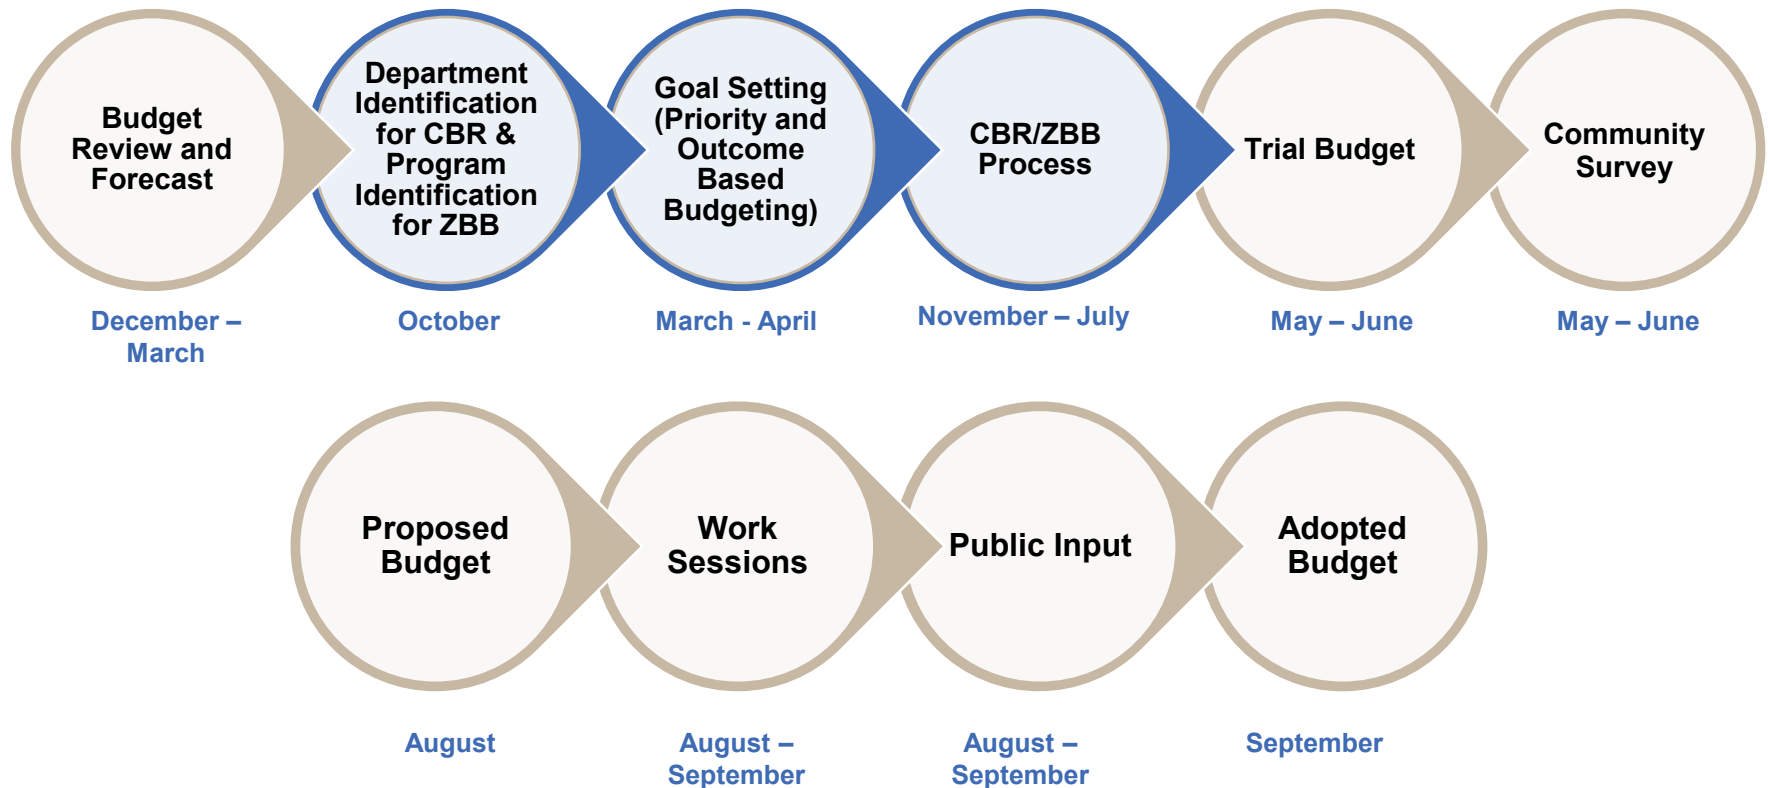 Budget
Review and
Forecast
Department
Identification
for CBR &
Program
Identification
for ZBB
Goal Setting
(Priority and
Outcome
Based
Budgeting)
CBR/ZBB
Process
Trial Budget
Community
Survey
December –
March
October
March - April
November – July
May – June
May – June
Proposed
Budget
Work
Sessions
Public Input
Adopted
Budget
August
August –
September
August –
September
September